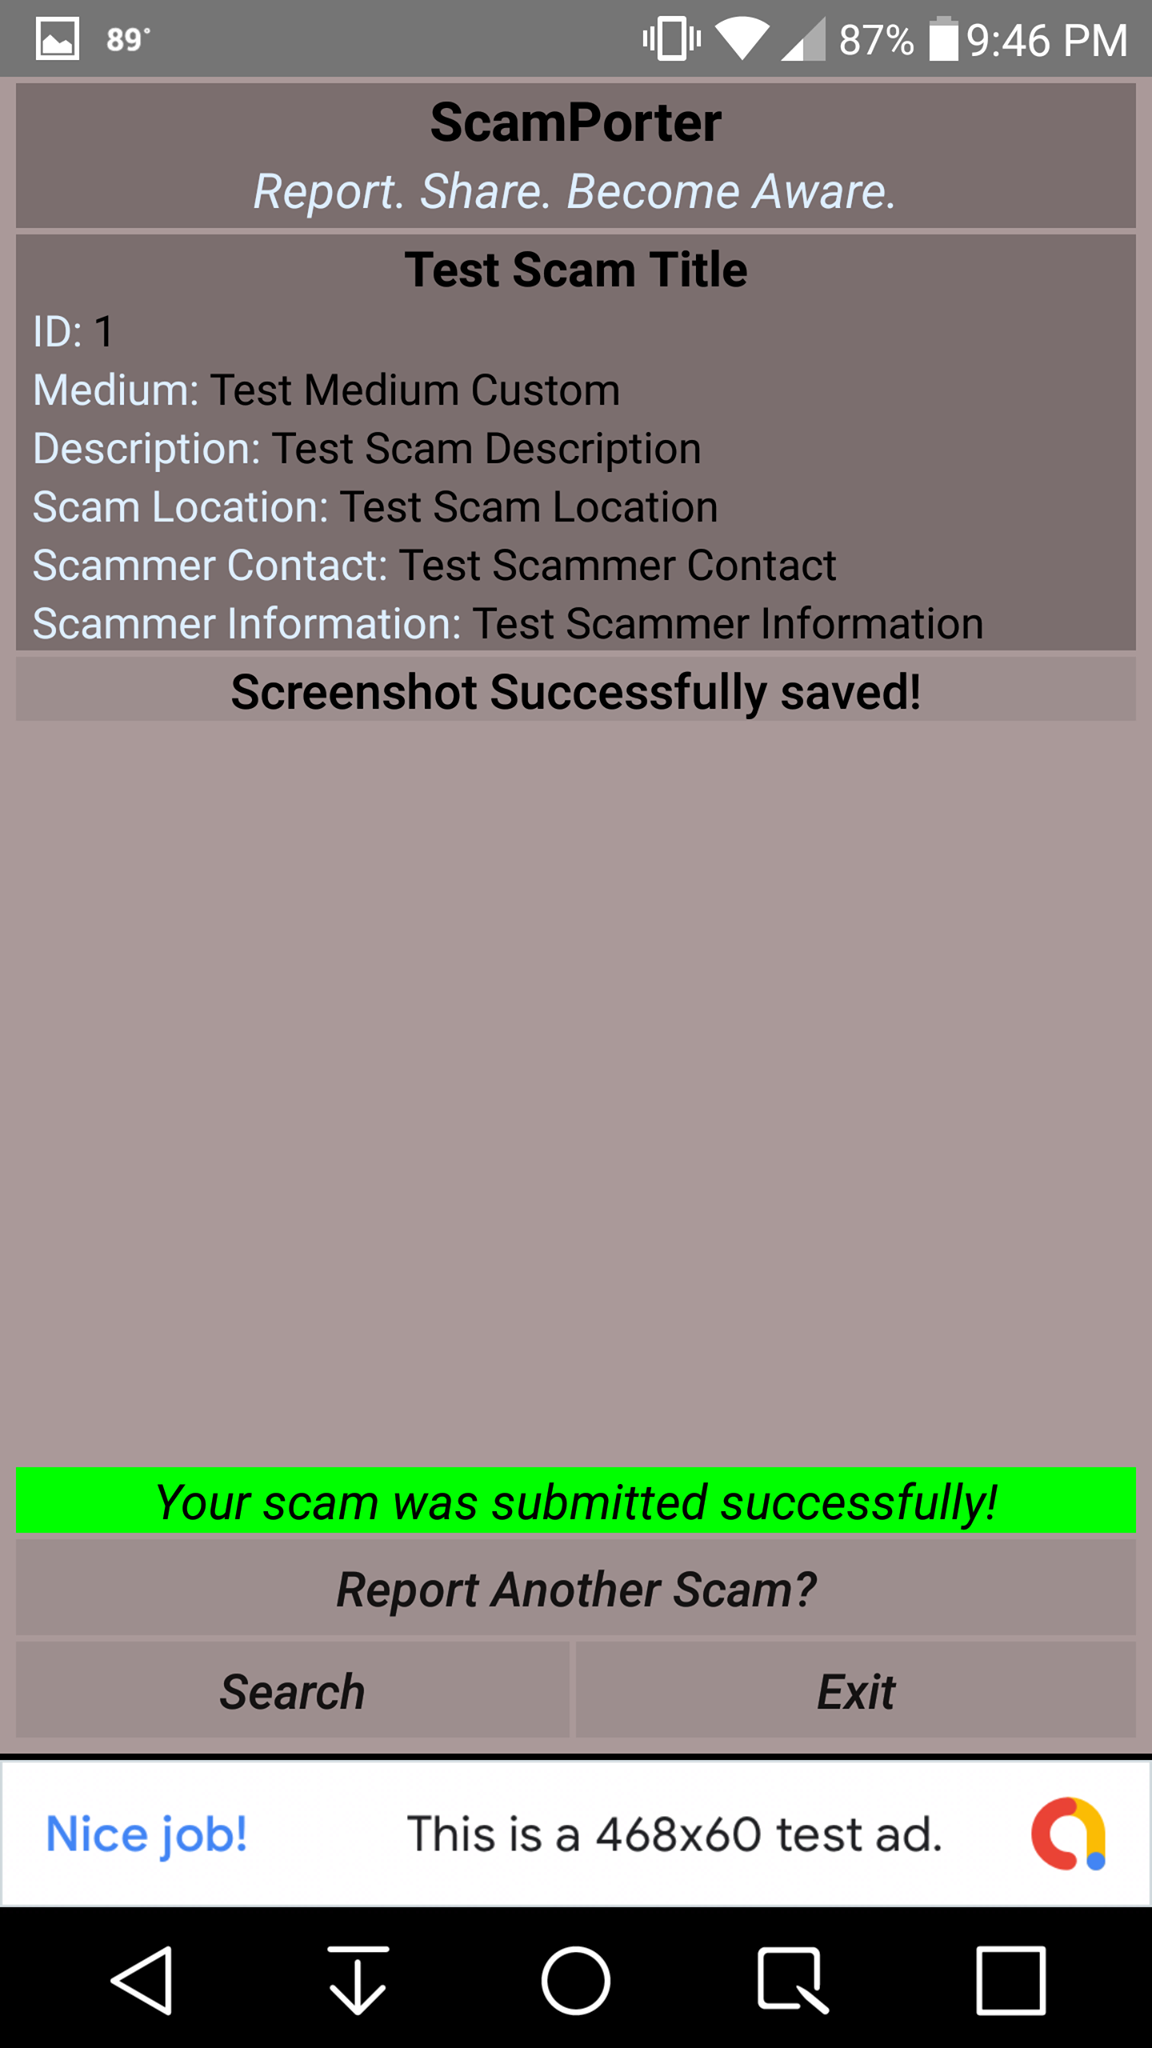 89°
87% 9:46 PM
ScamPorter
Report. Share. Become Aware.
Test Scam Title
ID: 1
Medium: Test Medium Custom
Description: Test Scam Description
Scam Location: Test Scam Location
Scammer Contact: Test Scammer Contact
Scammer Information: Test Scammer Information
Screenshot Successfully saved!
Your scam was submitted successfully!
Report Another Scam?
Search
Exit
Nice job!
This is a 468x60 test ad.